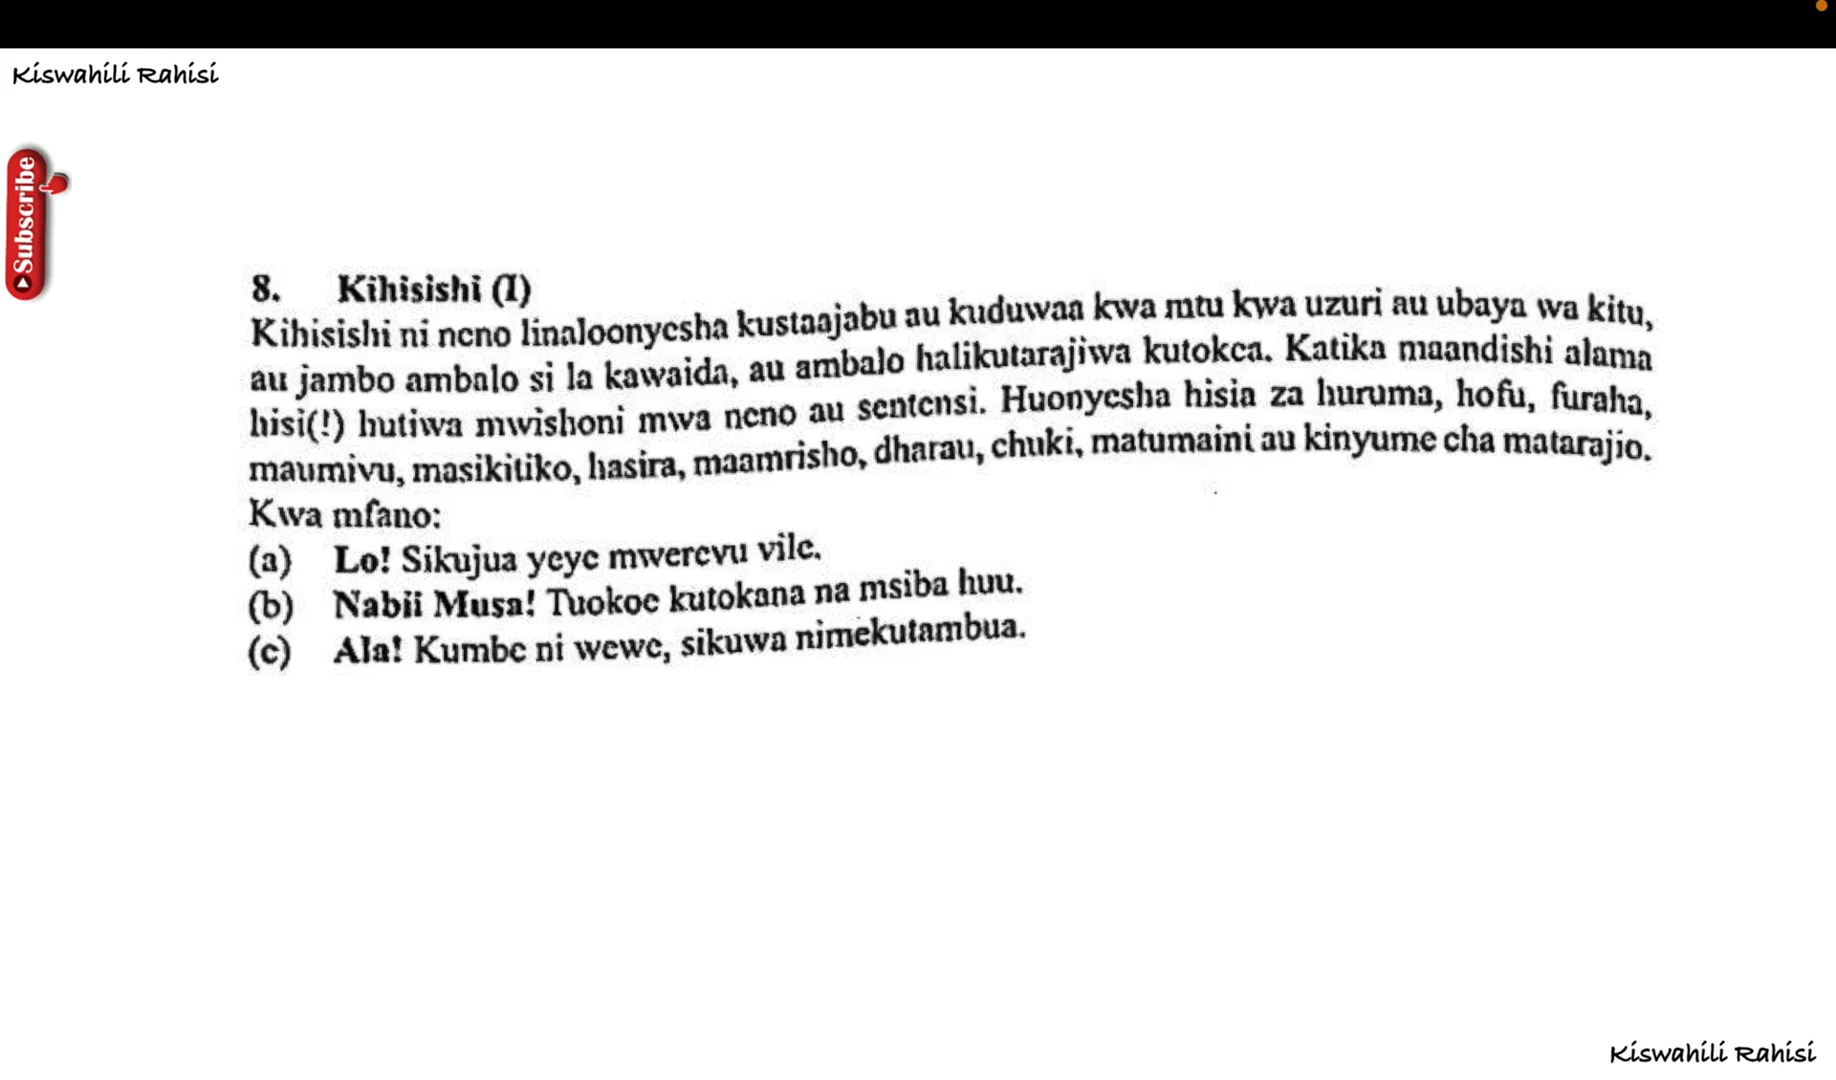 Kiswahili Rahisi
Subscribe
8. Kihisishi (I)
Kihisishi ni neno linaloonyesha kustaajabu au kuduwaa kwa mtu kwa uzuri au ubaya wa kitu,
au jambo ambalo si la kawaida, au ambalo halikutarajiwa kutokea. Katika maandishi alama
hisi(!) hutiwa mwishoni mwa neno au sentensi. Huonyesha hisia za huruma, hofu, furaha,
maumivu, masikitiko, hasira, maamrisho, dharau, chuki, matumaini au kinyume cha matarajio.
Kwa mfano:
(a) Lo! Sikujua yeye mwerevu vile.
(b) Nabii Musa! Tuokoe kutokana na msiba huu.
(c) Ala! Kumbe ni wewe, sikuwa nimekutambua.
Kiswahili Rahisi